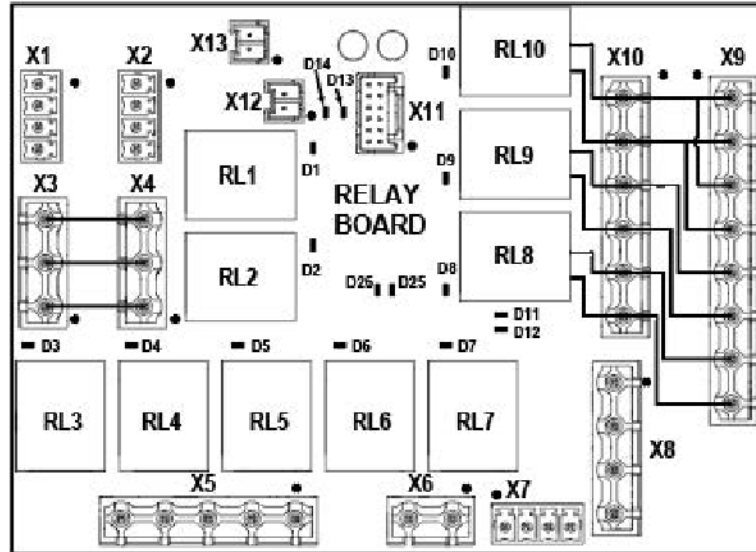 X1
X2
X13
D14
D13
X12
X11
D10
RL10
X10
X9
RL1
D1
D9
RL9
X3
X4
RELAY
BOARD
RL2
D2
D26
D25
D8
RL8
D11
D12
D3
D4
D5
D6
D7
RL3
RL4
RL5
RL6
RL7
X8
X5
X6
X7